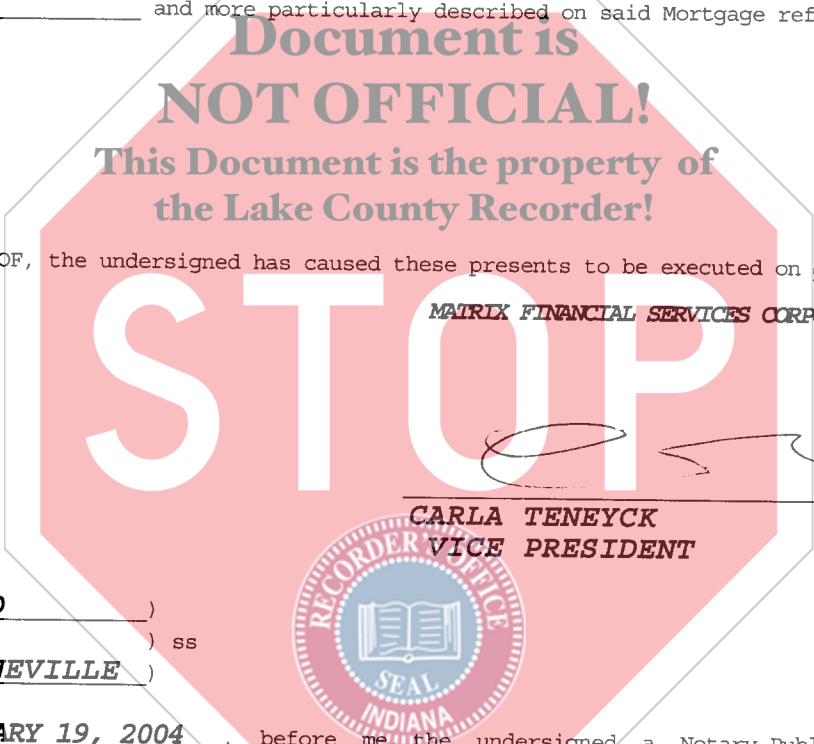 and more particularly described on said Mortgage ref
Document is
NOT OFFICIAL!
This Document is the property of
the Lake County Recorder!
OF, the undersigned has caused these presents to be executed on
MATRIX FINANCIAL SERVICES CORP
STOP
CARLA TENEYCK
VICE PRESIDENT
RECORDER'S OFFICE
SEAL
INDIANA
)
) ss
NEVILLE )
ARY 19, 2004 , before me the undersigned a Notary Publ